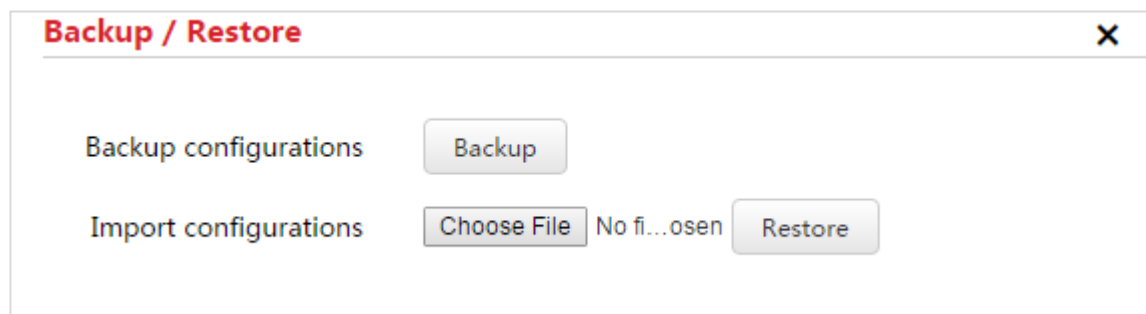 Backup / Restore
Backup configurations Backup
Import configurations Choose File No fi...osen Restore